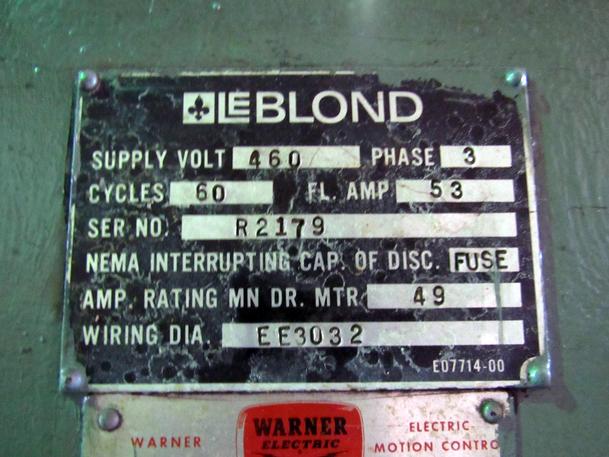 LEBLOND
SUPPLY VOLT 460 PHASE 3
CYCLES 60 FL. AMP 53
SER NO. R2179
NEMA INTERRUPTING CAP. OF DISC. FUSE
AMP. RATING MN DR. MTR 49
WIRING DIA. EE3032
E07714-00
WARNER
WARNER
ELECTRIC
ELECTRIC
MOTION CONTRO